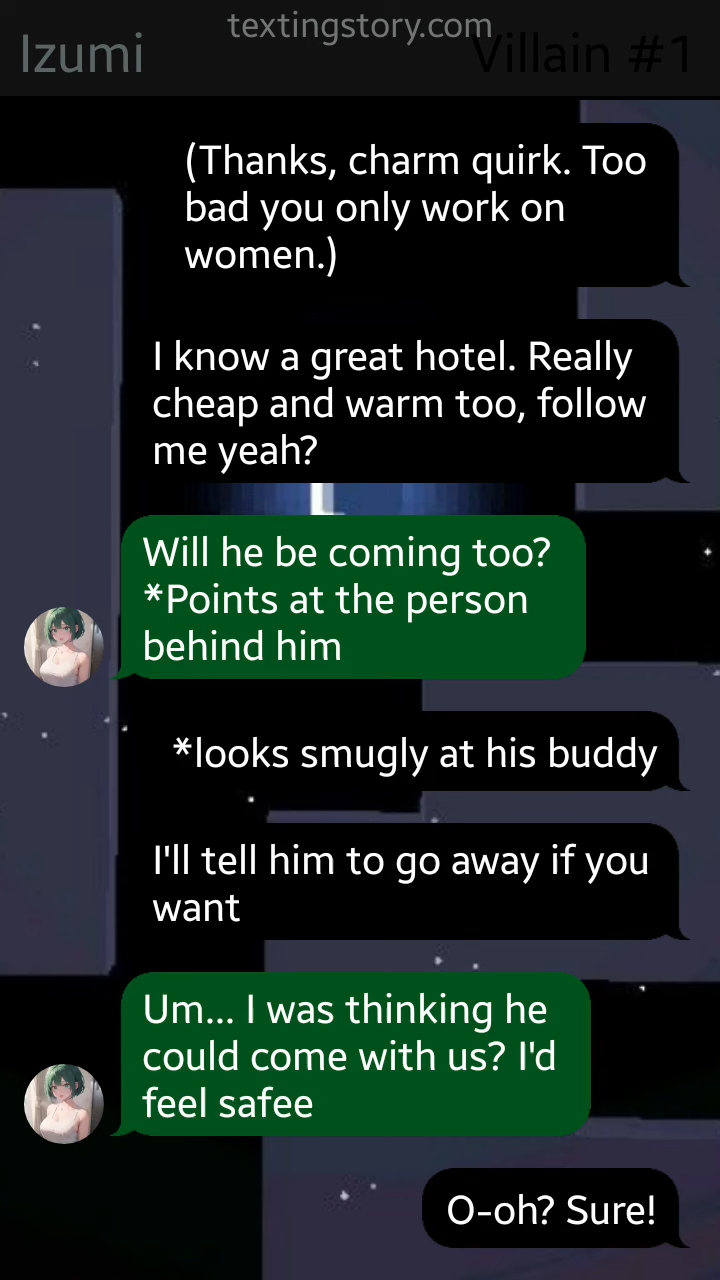 textingstory.com
Izumi
Villain #1
(Thanks, charm quirk. Too
bad you only work on
women.)
I know a great hotel. Really
cheap and warm too, follow
me yeah?
Will he be coming too?
*Points at the person
behind him
*looks smugly at his buddy
I'll tell him to go away if you
want
Um... I was thinking he
could come with us? I'd
feel safee
O-oh? Sure!